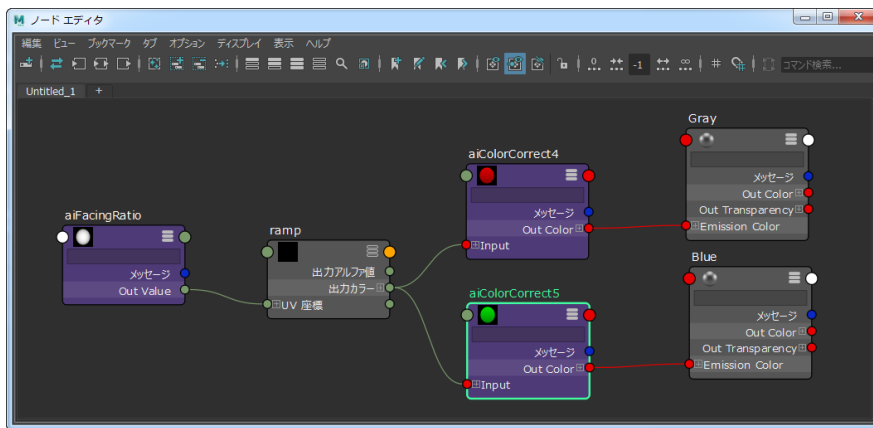 ノード エディタ
編集 ビュー ブックマーク タブ オプション ディスプレイ 表示 ヘルプ
0 -1 ∞ コマンド検索...
Untitled_1 +
Gray
メッセージ
Out Color
Out Transparency
Emission Color
aiColorCorrect4
メッセージ
Out Color
Input
aiFacingRatio
メッセージ
Out Value
ramp
出力アルファ値
出力カラー
UV 座標
Blue
メッセージ
Out Color
Out Transparency
Emission Color
aiColorCorrect5
メッセージ
Out Color
Input